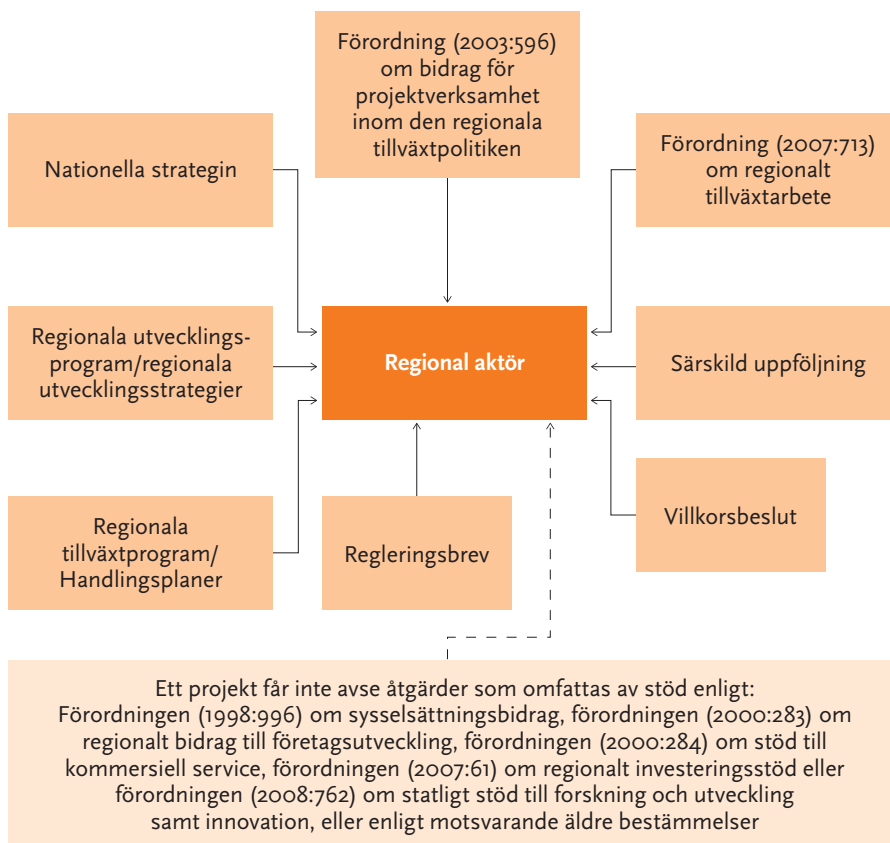 Förordning (2003:596)
om bidrag för
projektverksamhet
inom den regionala
tillväxtpolitiken
Nationella strategin
Förordning (2007:713)
om regionalt
tillväxtarbete
Regionala utvecklings-
program/regionala
utvecklingsstrategier
Regional aktör
Särskild uppföljning
Regionala
tillväxtprogram/
Handlingsplaner
Regleringsbrev
Villkorsbeslut
Ett projekt får inte avse åtgärder som omfattas av stöd enligt:
Förordningen (1998:996) om sysselsättningsbidrag, förordningen (2000:283) om
regionalt bidrag till företagsutveckling, förordningen (2000:284) om stöd till
kommersiell service, förordningen (2007:61) om regionalt investeringsstöd eller
förordningen (2008:762) om statligt stöd till forskning och utveckling
samt innovation, eller enligt motsvarande äldre bestämmelser